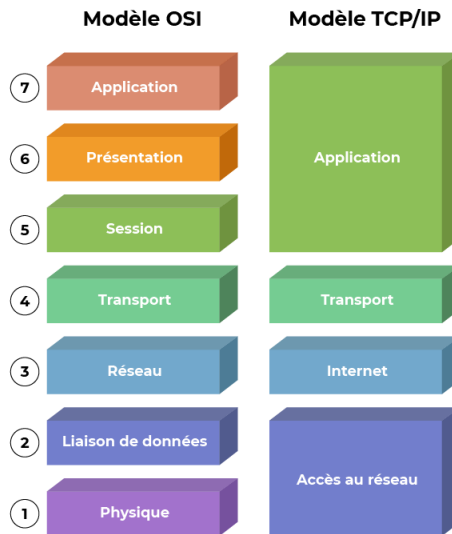 Modèle OSI
Modèle TCP/IP
7
Application
Application
6
Présentation
5
Session
4
Transport
Transport
3
Réseau
Internet
2
Liaison de données
Accès au réseau
1
Physique